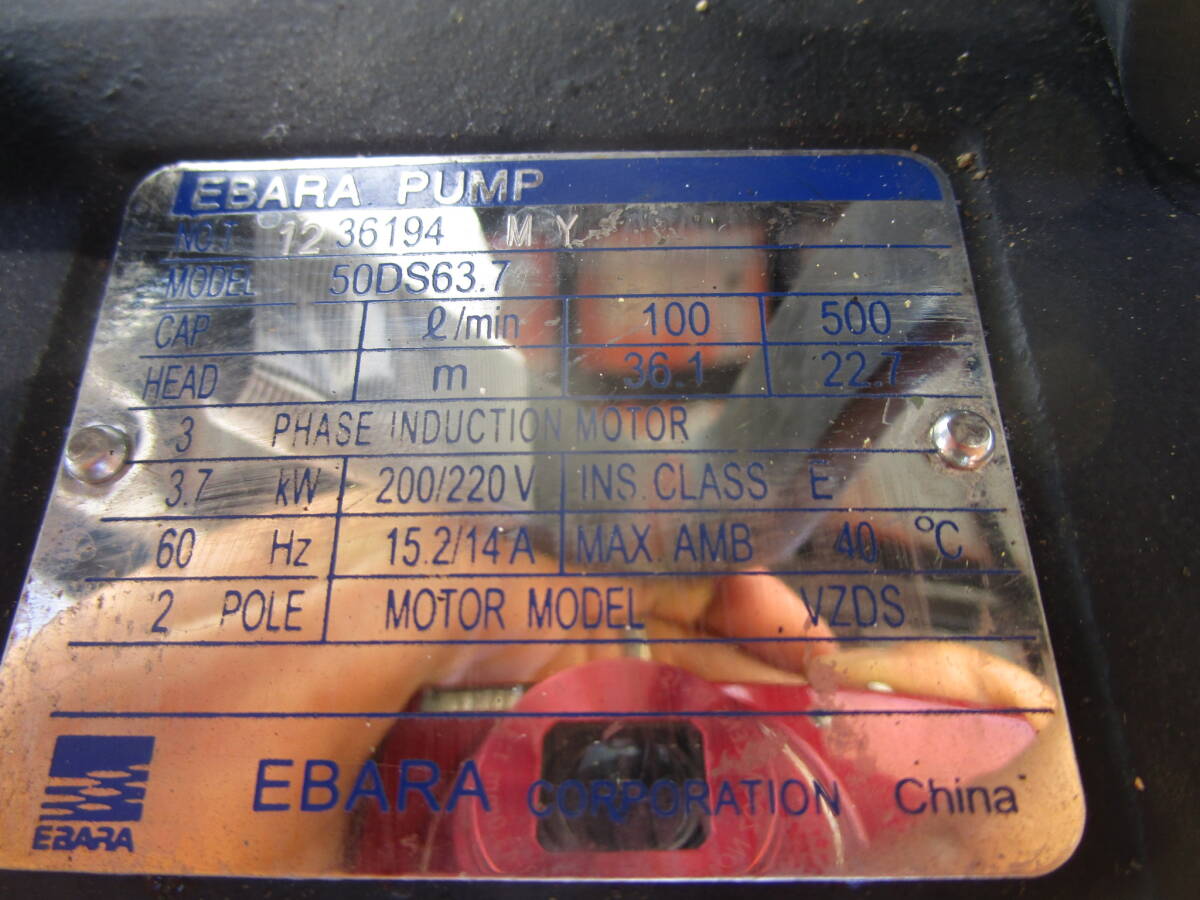 EBARA PUMP
NO.T 12 36194 MY
MODEL 50DS63.7
CAP ℓ/min 100 500
HEAD m 36.1 22.7
3 PHASE INDUCTION MOTOR
3.7 kW 200/220V INS. CLASS E
60 Hz 15.2/14A MAX AMB 40 °C
2 POLE MOTOR MODEL VZDS
EBARA CORPORATION China
EBARA